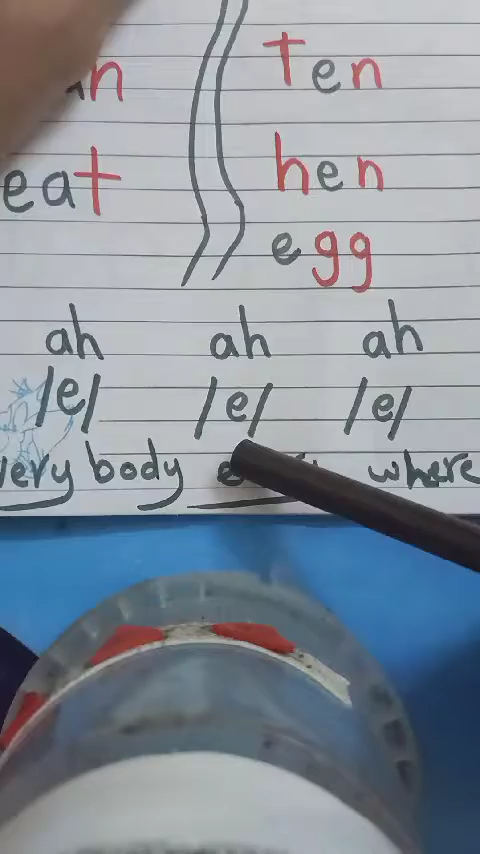 n ten
eat hen
egg
ah ah ah
/e/ /e/ /e/
very body where